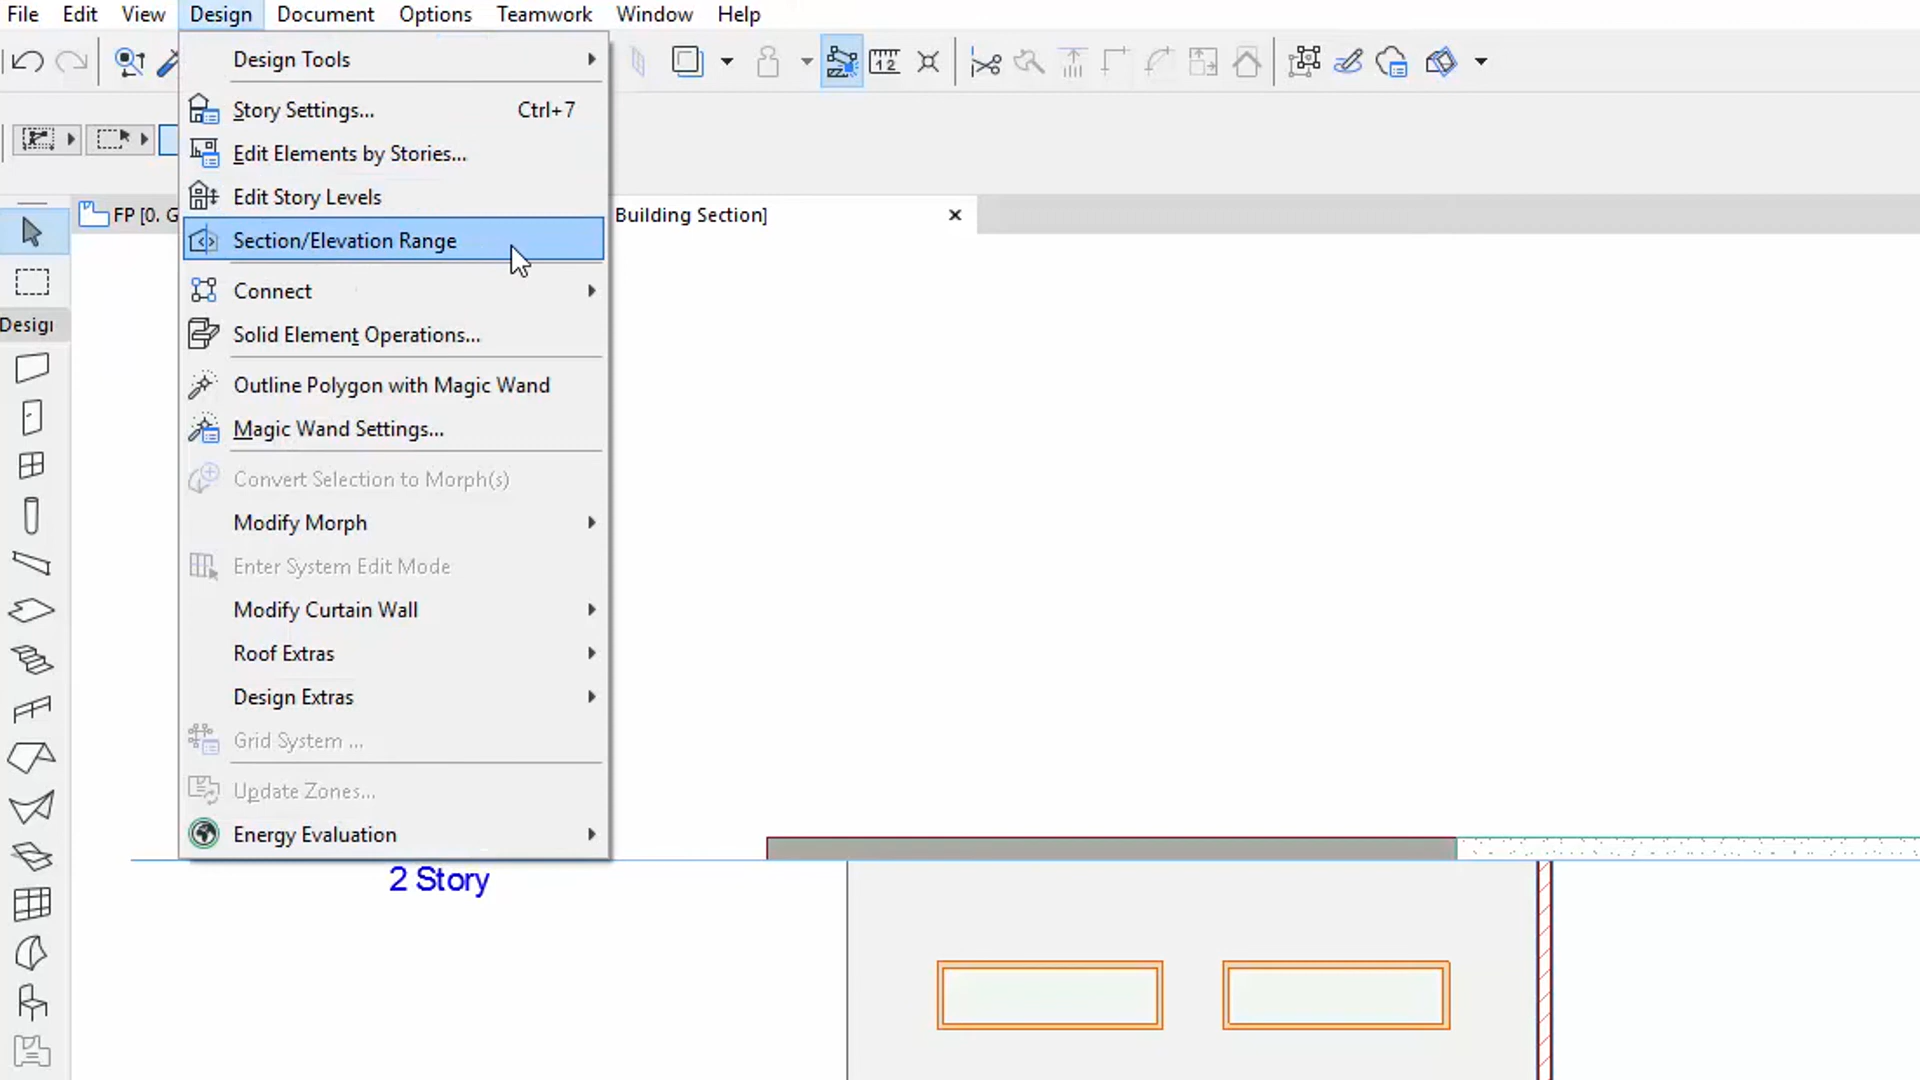 File Edit View Design Document Options Teamwork Window Help
Design Tools
12
Story Settings... Ctrl+7
Edit Elements by Stories...
Edit Story Levels
FP [0. G
Building Section]
Section/Elevation Range
Connect
Desigi
Solid Element Operations...
Outline Polygon with Magic Wand
Magic Wand Settings...
Convert Selection to Morph(s)
Modify Morph
Enter System Edit Mode
Modify Curtain Wall
Roof Extras
Design Extras
Grid System ...
Update Zones...
Energy Evaluation
2 Story